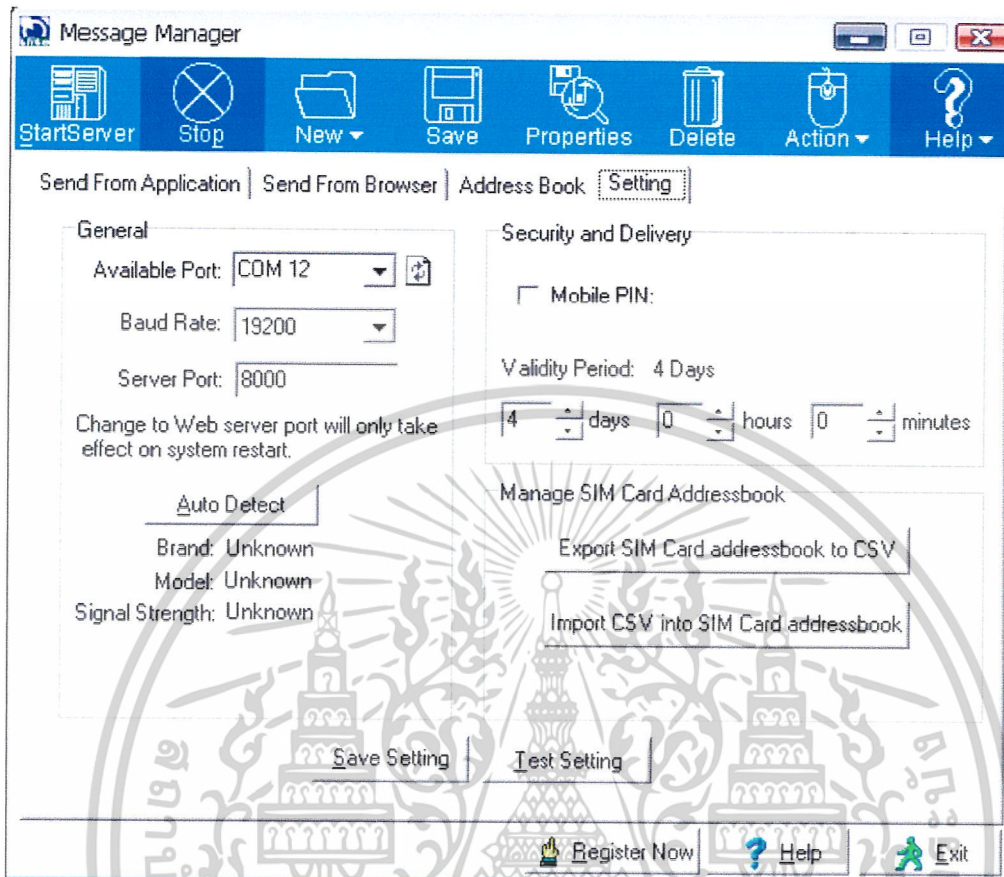 Message Manager
StartServer Stop New Save Properties Delete Action Help
Send From Application Send From Browser Address Book Setting
General
Available Port: COM 12
Baud Rate: 19200
Server Port: 8000
Change to Web server port will only take
effect on system restart.
Auto Detect
Brand: Unknown
Model: Unknown
Signal Strength: Unknown
Security and Delivery
Mobile PIN:
Validity Period: 4 Days
4 days 0 hours 0 minutes
Manage SIM Card Addressbook
Export SIM Card addressbook to CSV
Import CSV into SIM Card addressbook
Save Setting Test Setting
Register Now Help Exit